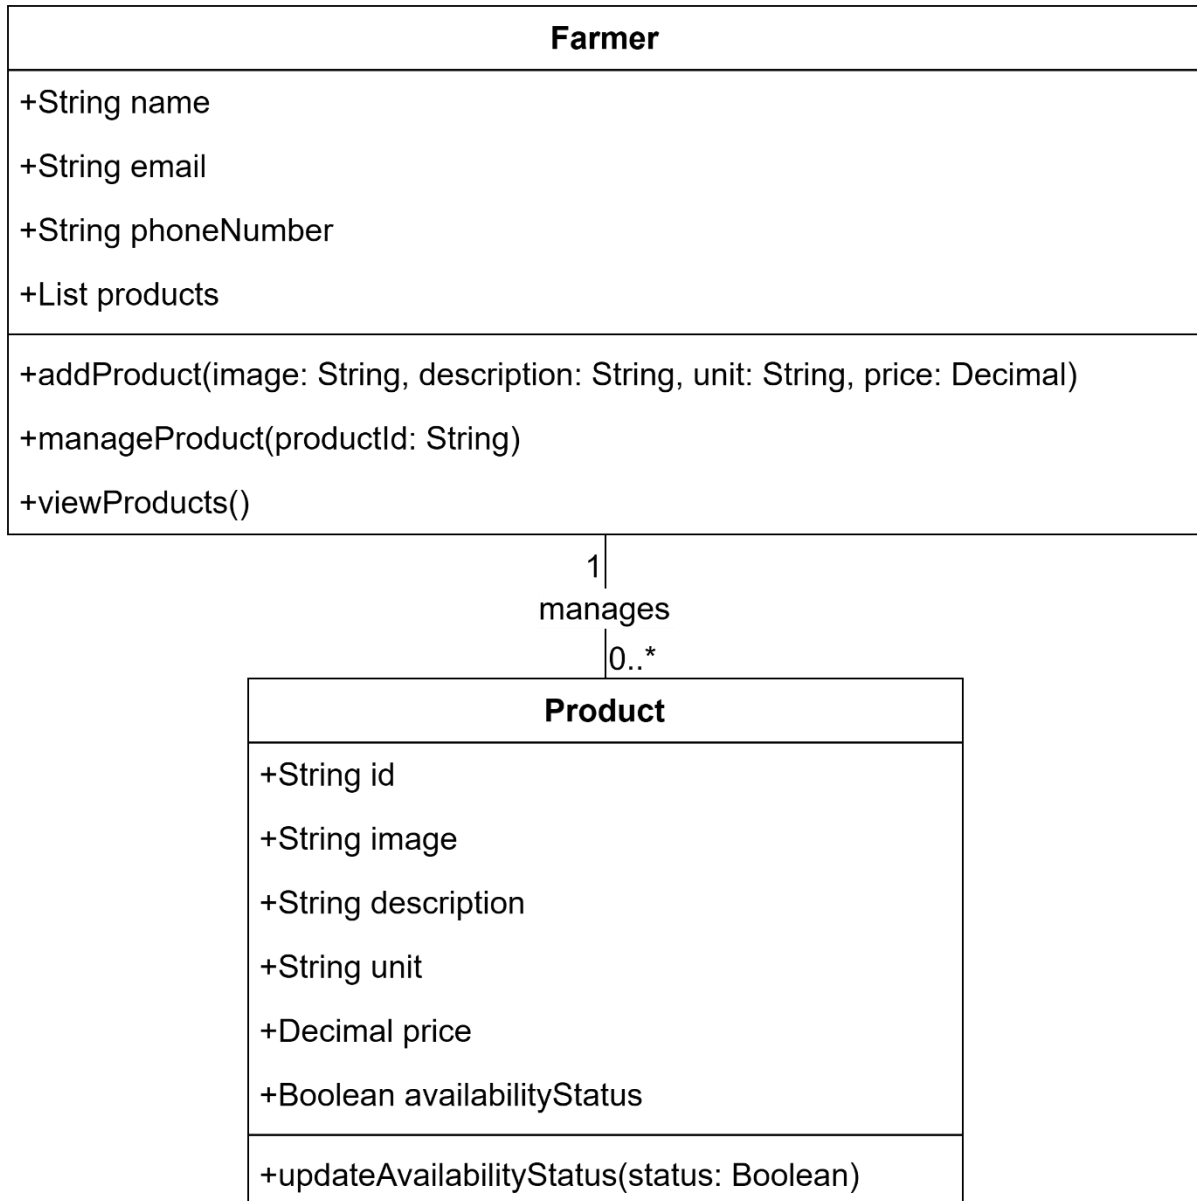 Farmer
+String name
+String email
+String phoneNumber
+List products
+addProduct(image: String, description: String, unit: String, price: Decimal)
+manageProduct(productId: String)
+viewProducts()
1
manages
0..*
Product
+String id
+String image
+String description
+String unit
+Decimal price
+Boolean availabilityStatus
+updateAvailabilityStatus(status: Boolean)